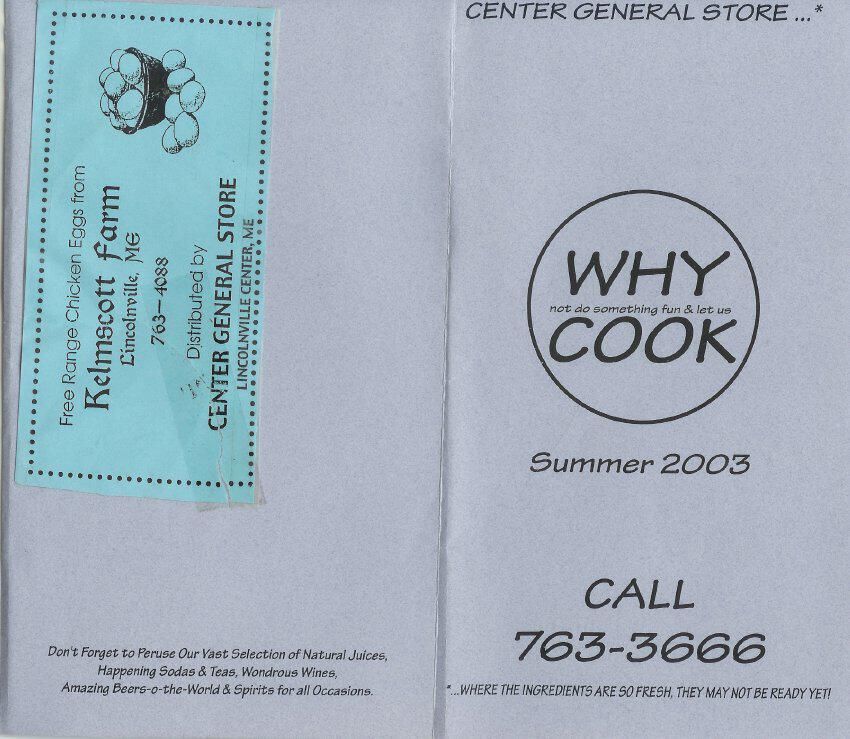 Free Range Chicken Eggs from
Kelmscott Farm
Lincolnville, ME
763-4088
Distributed by
CENTER GENERAL STORE
LINCOLNVILLE CENTER, ME
Don't Forget to Peruse Our Vast Selection of Natural Juices,
Happening Sodas & Teas, Wondrous Wines,
Amazing Beers-o-the-World & Spirits for all Occasions.
CENTER GENERAL STORE ...*
WHY
not do something fun & let us
COOK
Summer 2003
CALL
763-3666
*...WHERE THE INGREDIENTS ARE SO FRESH, THEY MAY NOT BE READY YET!